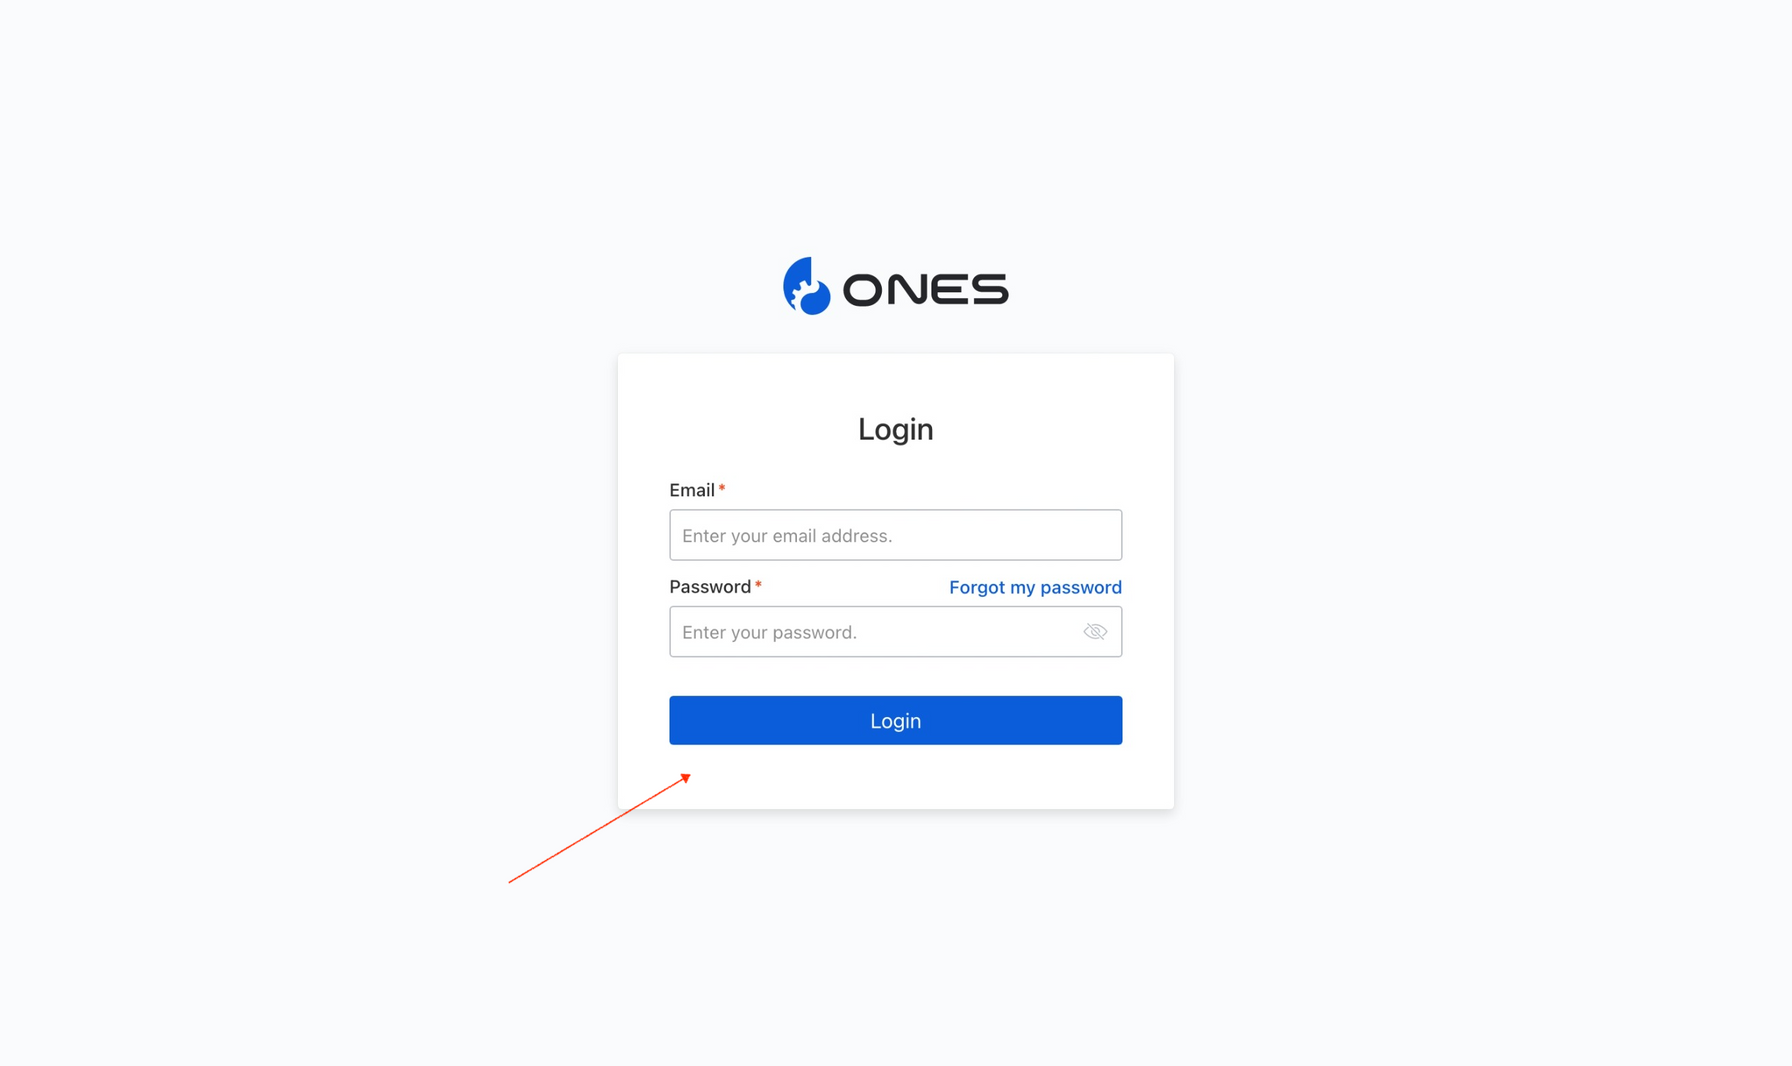 ONES
Login
Email *
Enter your email address.
Password * Forgot my password
Enter your password.
Login